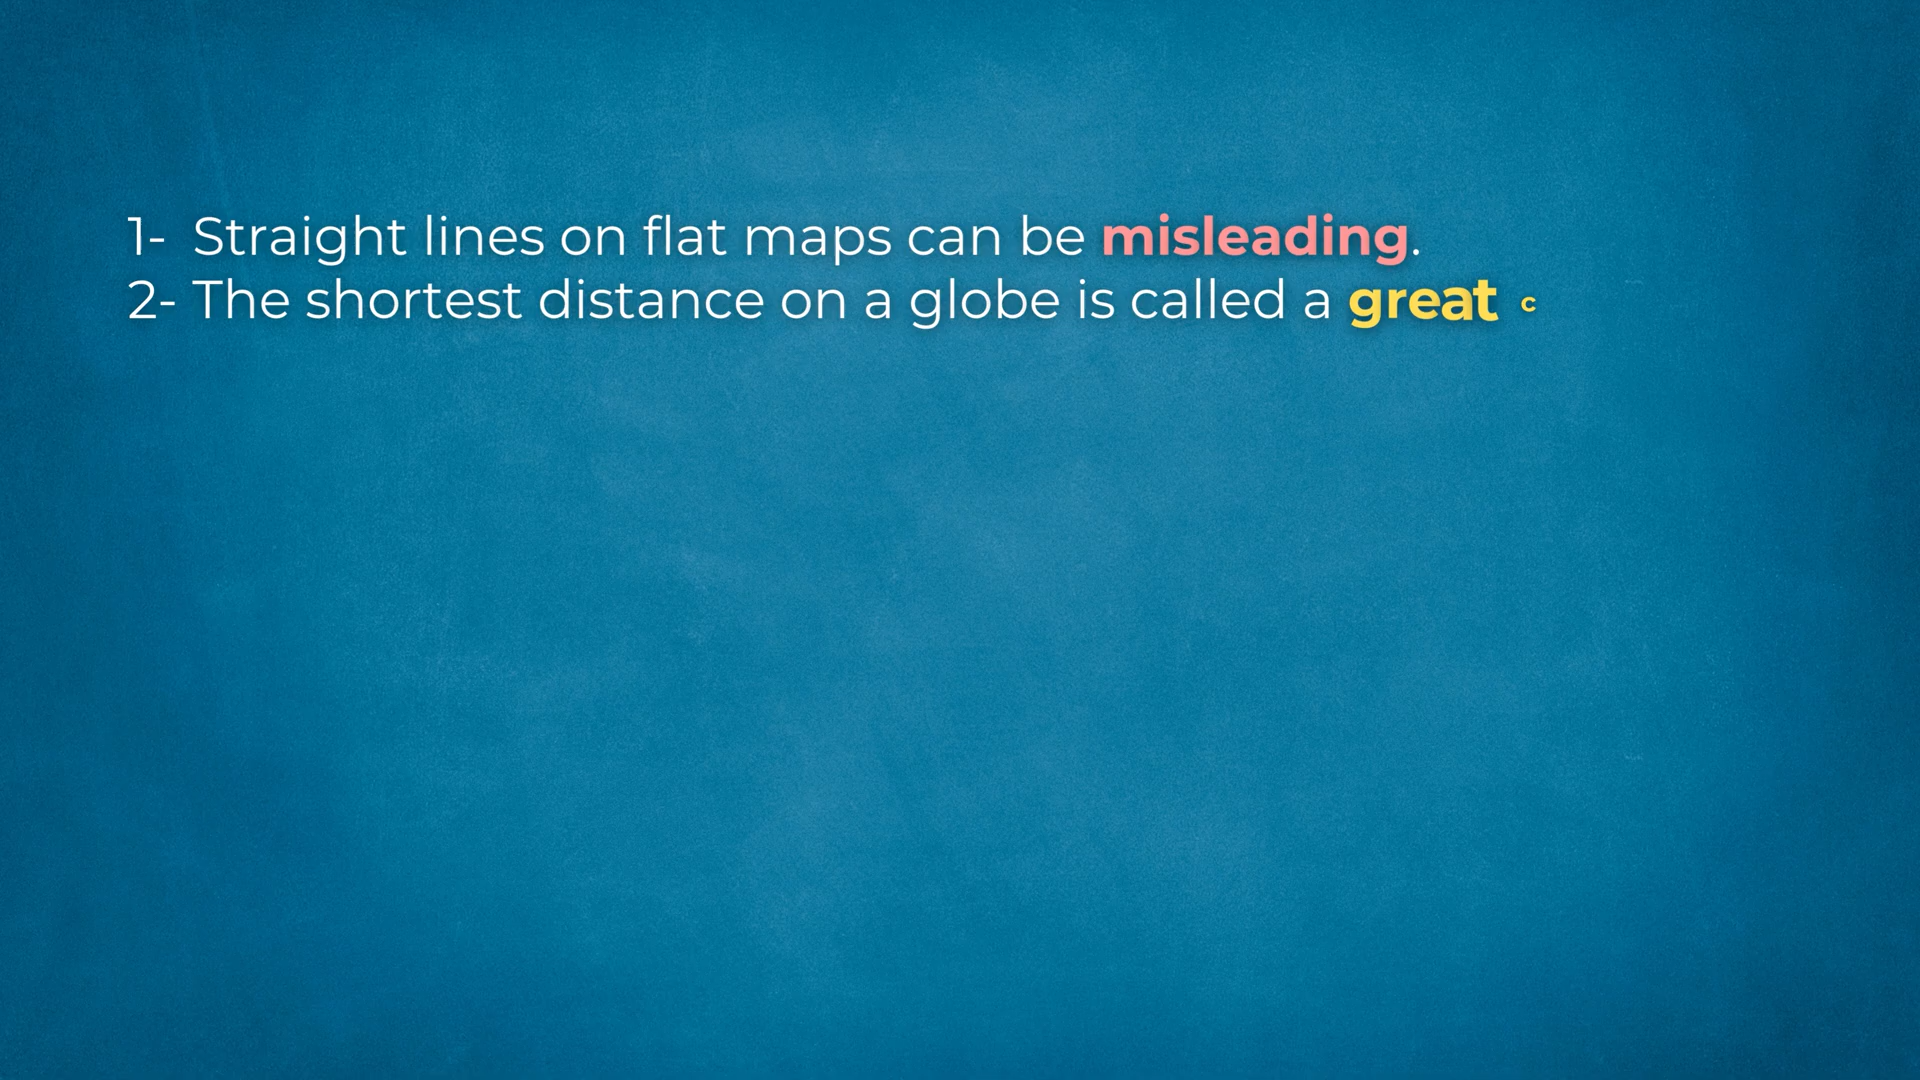 1- Straight lines on flat maps can be misleading.
2- The shortest distance on a globe is called a great c